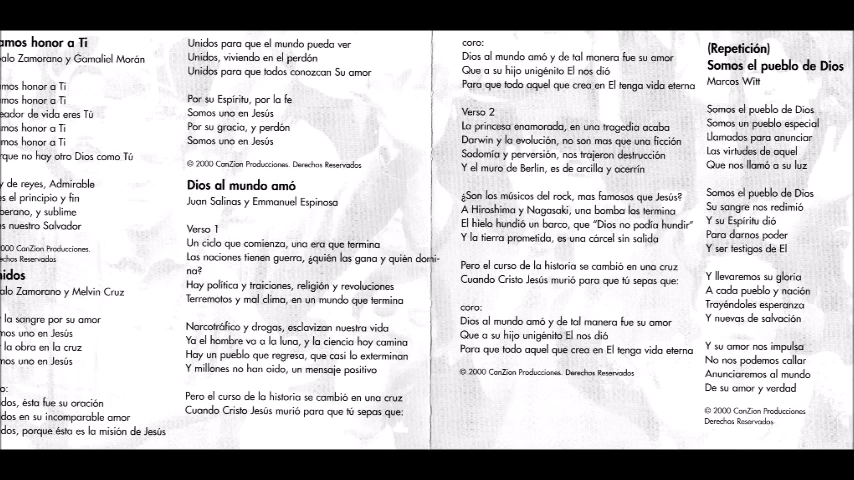 amos honor a Ti
alo Zamorano y Gamaliel Morán
mos honor a Ti
mos honor a Ti
eador de vida eres Tú
mos honor a Ti
mos honor a Ti
rque no hay otro Dios como Tú
y de reyes, Admirable
es el principio y fin
perano, y sublime
es nuestro Salvador
000 CanZion Producciones.
echos Reservados
nidos
alo Zamorano y Melvin Cruz
la sangre por su amor
mos uno en Jesús
la obra en la cruz
mos uno en Jesús
o:
dos, ésta fue su oración
dos en su incomparable amor
dos, porque ésta es la misión de Jesús
Unidos para que el mundo pueda ver
Unidos, viviendo en el perdón
Unidos para que todos conozcan Su amor
Por su Espíritu, por la fe
Somos uno en Jesús
Por su gracia, y perdón
Somos uno en Jesús
© 2000 CanZion Producciones. Derechos Reservados
Dios al mundo amó
Juan Salinas y Emmanuel Espinosa
Verso 1
Un ciclo que comienza, una era que termina
Las naciones tienen guerra, ¿quién las gana y quién domi-
na?
Hay política y traiciones, religión y revoluciones
Terremotos y mal clima, en un mundo que termina
Narcotráfico y drogas, esclavizan nuestra vida
Ya el hombre va a la luna, y la ciencia hoy camina
Hay un pueblo que regresa, que casi lo exterminan
Y millones no han oido, un mensaje positivo
Pero el curso de la historia se cambió en una cruz
Cuando Cristo Jesús murió para que tú sepas que:
coro:
Dios al mundo amó y de tal manera fue su amor
Que a su hijo unigénito El nos dió
Para que todo aquel que crea en El tenga vida eterna
Verso 2
La princesa enamorada, en una tragedia acaba
Darwin y la evolución, no son mas que una ficción
Sodomía y perversión, nos trajeron destrucción
Y el muro de Berlín, es de arcilla y acerrín
¿Son los músicos del rock, mas famosos que Jesús?
A Hiroshima y Nagasaki, una bomba los termina
El hielo hundió un barco, que "Dios no podía hundir"
Y la tierra prometida, es una cárcel sin salida
Pero el curso de la historia se cambió en una cruz
Cuando Cristo Jesús murió para que tú sepas que:
coro:
Dios al mundo amó y de tal manera fue su amor
Que a su hijo unigénito El nos dió
Para que todo aquel que crea en El tenga vida eterna
© 2000 CanZion Producciones. Derechos Reservados
(Repetición)
Somos el pueblo de Dios
Marcos Witt
Somos el pueblo de Dios
Somos un pueblo especial
Llamados para anunciar
Las virtudes de aquel
Que nos llamó a su luz
Somos el pueblo de Dios
Su sangre nos redimió
Y su Espíritu dió
Para darnos poder
Y ser testigos de El
Y llevaremos su gloria
A cada pueblo y nación
Trayéndoles esperanza
Y nuevas de salvación
Y su amor nos impulsa
No nos podemos callar
Anunciaremos al mundo
De su amor y verdad
© 2000 CanZion Producciones
Derechos Reservados